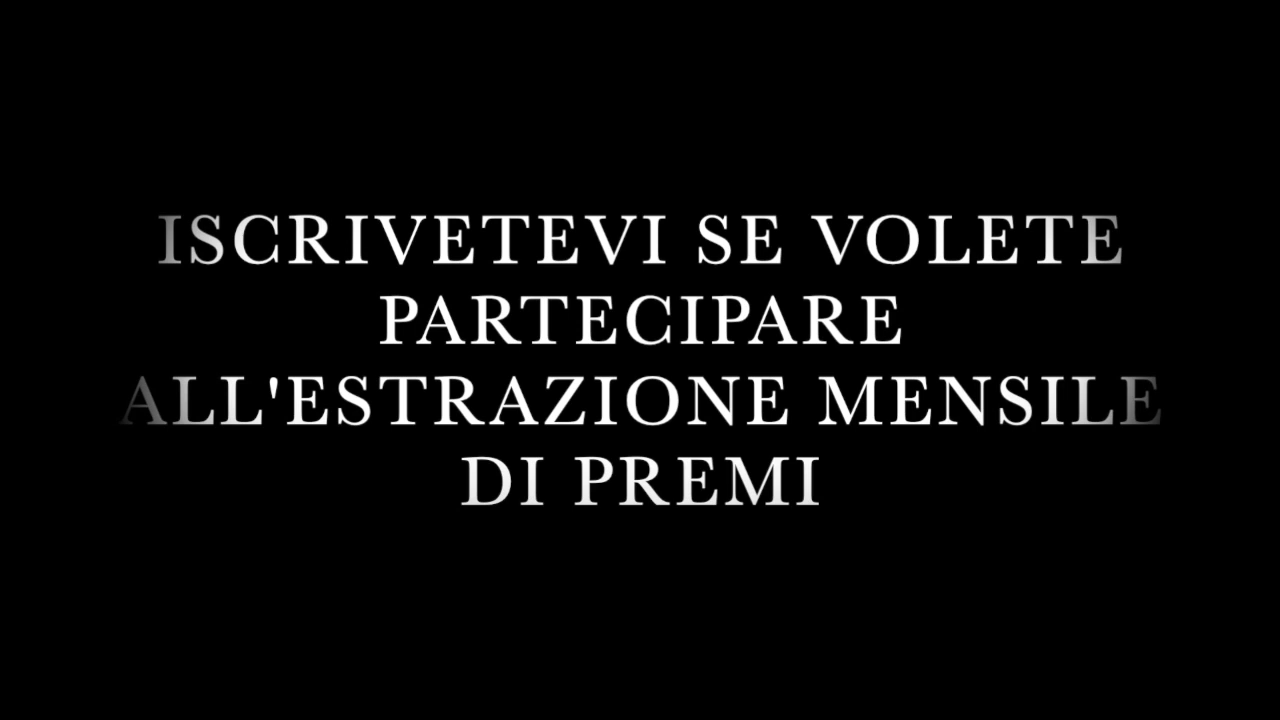 ISCRIVETEVI SE VOLETE
PARTECIPARE
ALL'ESTRAZIONE MENSILE
DI PREMI